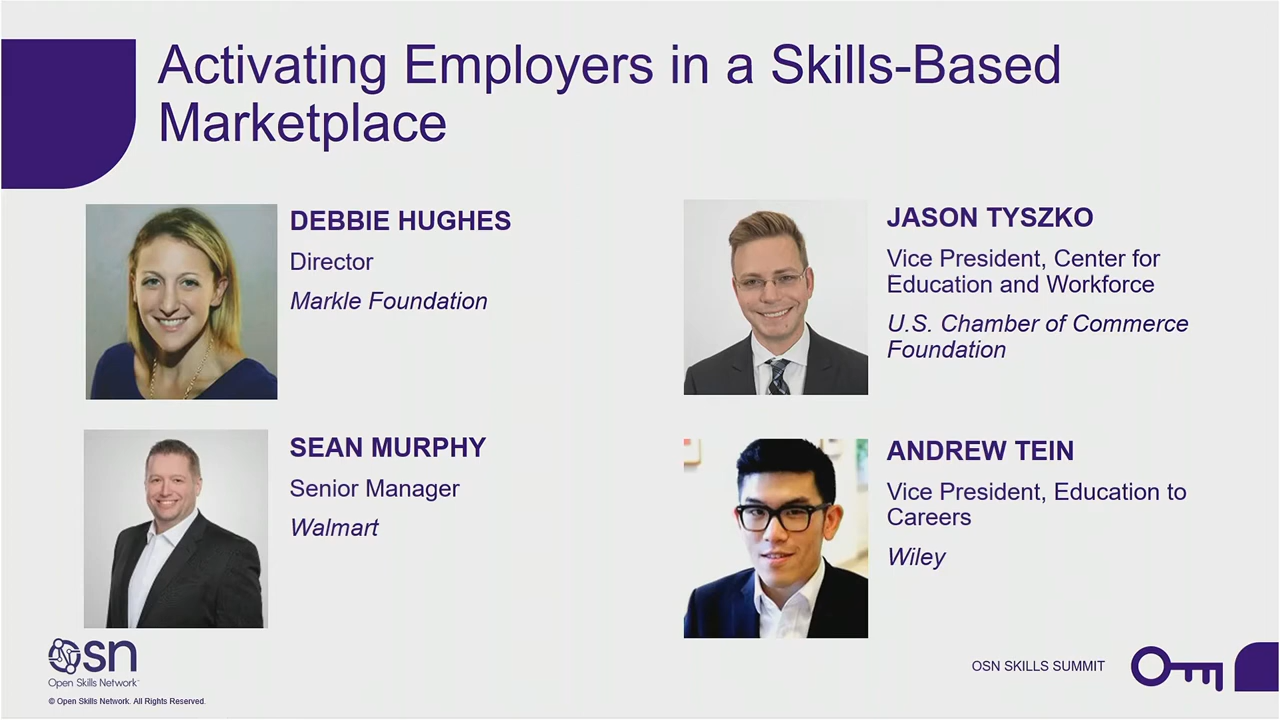 Activating Employers in a Skills-Based
Marketplace
DEBBIE HUGHES
Director
Markle Foundation
JASON TYSZKO
Vice President, Center for
Education and Workforce
U.S. Chamber of Commerce
Foundation
SEAN MURPHY
Senior Manager
Walmart
ANDREW TEIN
Vice President, Education to
Careers
Wiley
OSN
Open Skills Network™
© Open Skills Network. All Rights Reserved.
OSN SKILLS SUMMIT